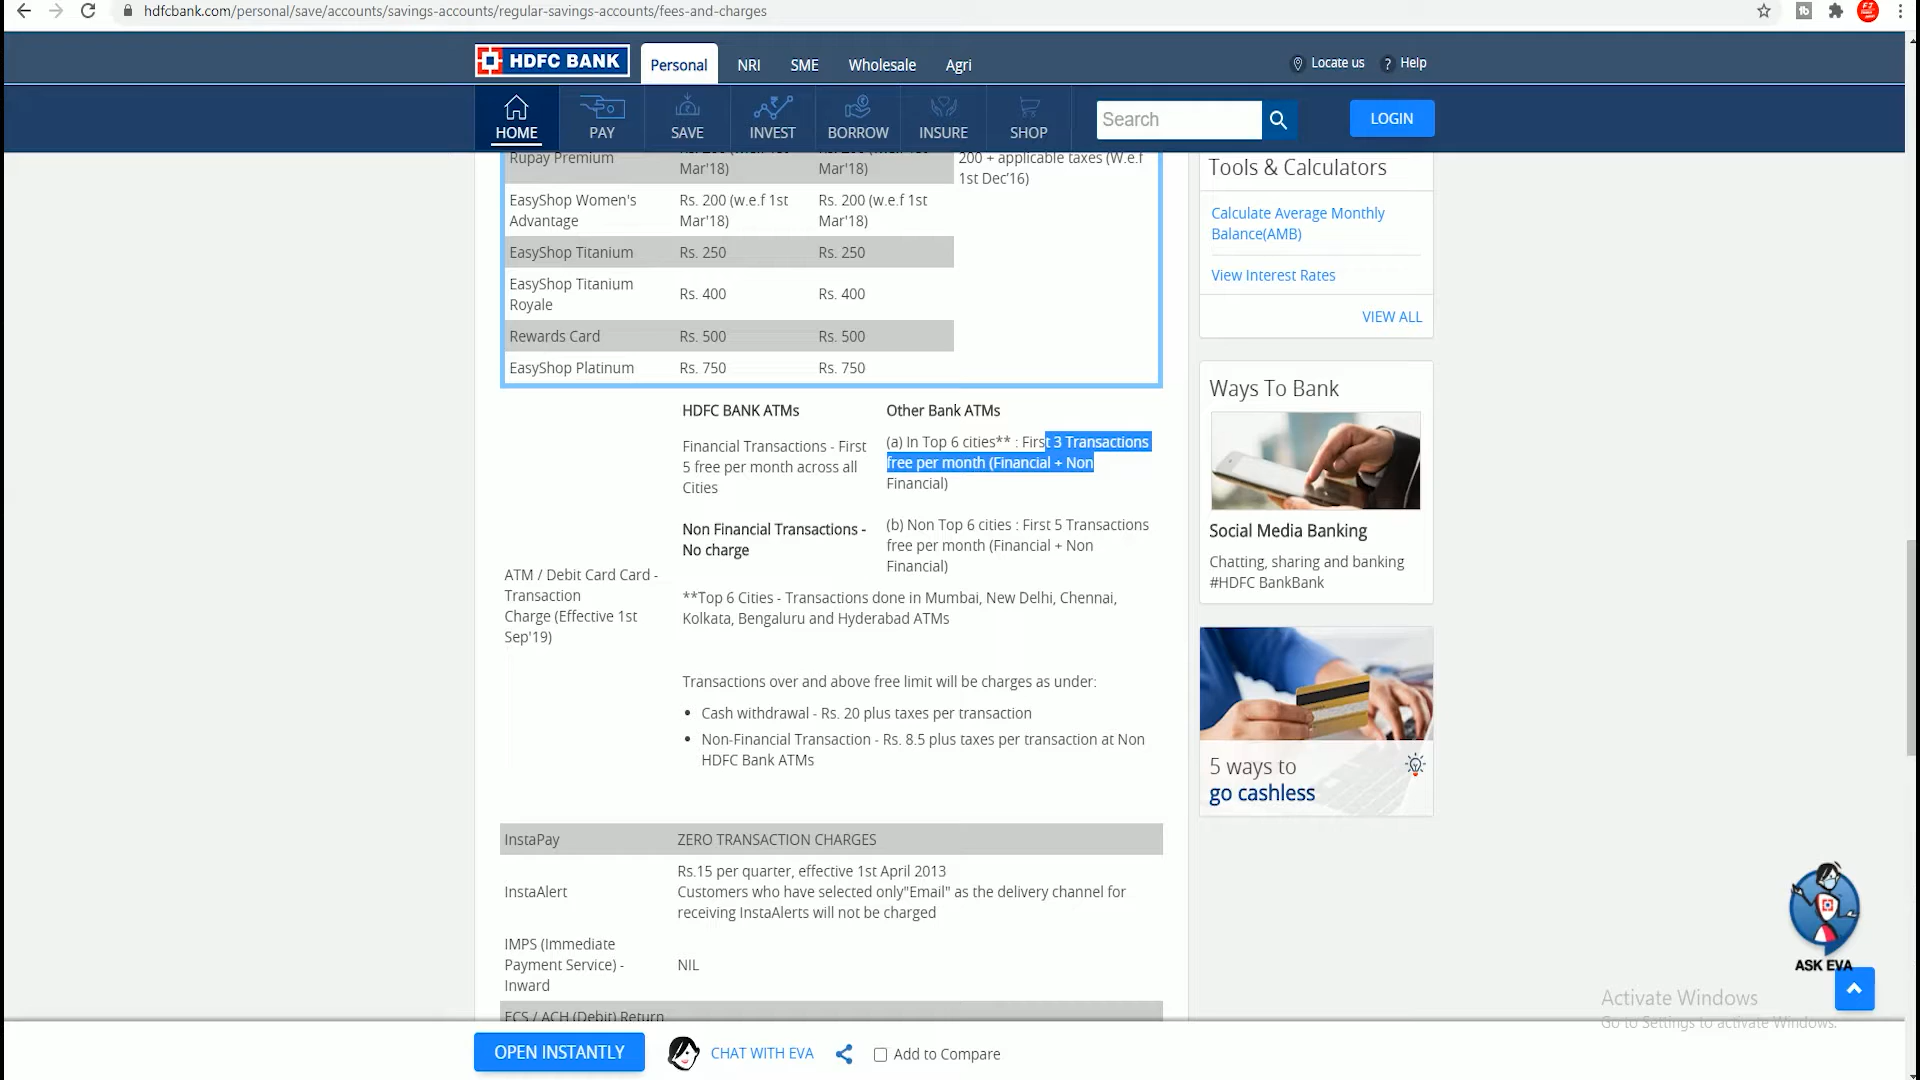 hdfcbank.com/personal/save/accounts/savings-accounts/regular-savings-accounts/fees-and-charges
HDFC BANK
Personal
NRI
SME
Wholesale
Agri
Locate us
? Help
HOME
PAY
SAVE
INVEST
BORROW
INSURE
SHOP
Search
LOGIN
Rupay Premium
Mar'18)
Mar'18)
200 + applicable taxes (W.e.f
1st Dec'16)
EasyShop Women's
Advantage
Rs. 200 (w.e.f 1st
Mar'18)
Rs. 200 (w.e.f 1st
Mar'18)
EasyShop Titanium
Rs. 250
Rs. 250
EasyShop Titanium
Royale
Rs. 400
Rs. 400
Rewards Card
Rs. 500
Rs. 500
EasyShop Platinum
Rs. 750
Rs. 750
ATM / Debit Card Card -
Transaction
Charge (Effective 1st
Sep'19)
HDFC BANK ATMs
Financial Transactions - First
5 free per month across all
Cities
Non Financial Transactions -
No charge
Other Bank ATMs
(a) In Top 6 cities** : First 3 Transactions
free per month (Financial + Non
Financial)
(b) Non Top 6 cities : First 5 Transactions
free per month (Financial + Non
Financial)
**Top 6 Cities - Transactions done in Mumbai, New Delhi, Chennai,
Kolkata, Bengaluru and Hyderabad ATMs
Transactions over and above free limit will be charges as under:
• Cash withdrawal - Rs. 20 plus taxes per transaction
• Non-Financial Transaction - Rs. 8.5 plus taxes per transaction at Non
HDFC Bank ATMs
InstaPay
ZERO TRANSACTION CHARGES
InstaAlert
Rs.15 per quarter, effective 1st April 2013
Customers who have selected only"Email" as the delivery channel for
receiving InstaAlerts will not be charged
IMPS (Immediate
Payment Service) -
Inward
NIL
ECS / ACH (Debit) Return
Tools & Calculators
Calculate Average Monthly
Balance(AMB)
View Interest Rates
VIEW ALL
Ways To Bank
Social Media Banking
Chatting, sharing and banking
#HDFC BankBank
5 ways to
go cashless
ASK EVA
Activate Windows
Go to Settings to activate Windows.
OPEN INSTANTLY
CHAT WITH EVA
Add to Compare